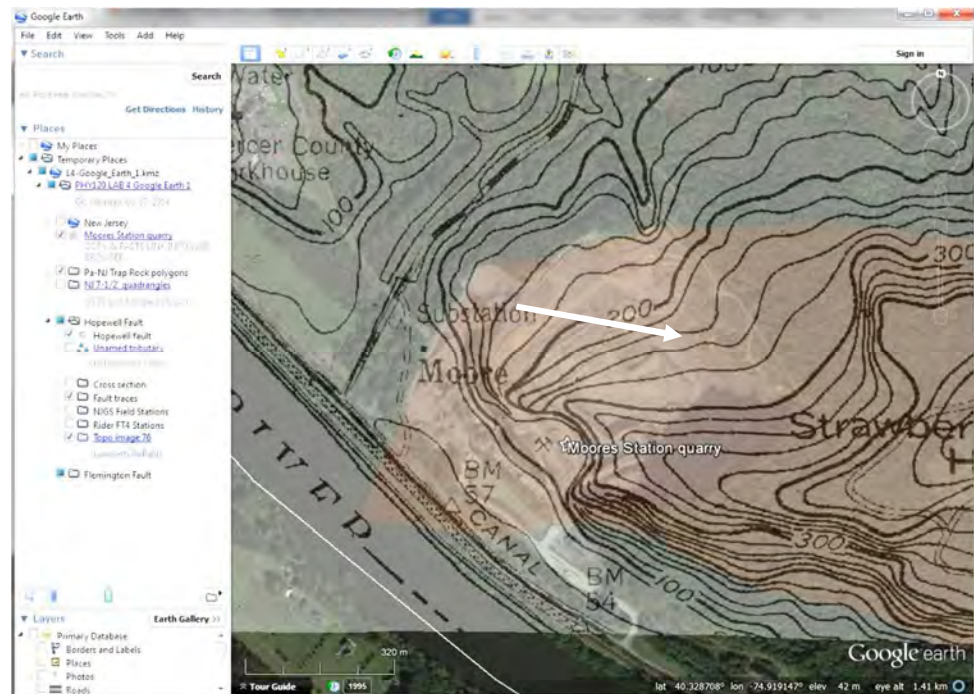 Google Earth
File Edit View Tools Add Help
▼ Search
Search
Get Directions History
▼ Places
My Places
Temporary Places
L4-Google_Earth_1.kmz
PHY120 LAB 4 Google Earth 1
New Jersey
Moores Station quarry
Pa-NJ Trap Rock polygons
NJ 7-1/2' quadrangles
Hopewell Fault
Hopewell fault
Unnamed tributary
Cross section
Fault traces
NJGS Field Stations
Rider FT4 Stations
Topo image 76
Flemington Fault
▼ Layers
Earth Gallery >>
Primary Database
Borders and Labels
Places
Photos
Roads
Sign in
N
Water
100
rcer County
rkhouse
100
300
200
Substation
Moore
Strawber
H
Moores Station quarry
BM
57
CANAL
RIVER
300
100
BM
54
320 m
Tour Guide
1995
Google earth
lat 40.328708° lon -74.919147° elev 42 m eye alt 1.41 km